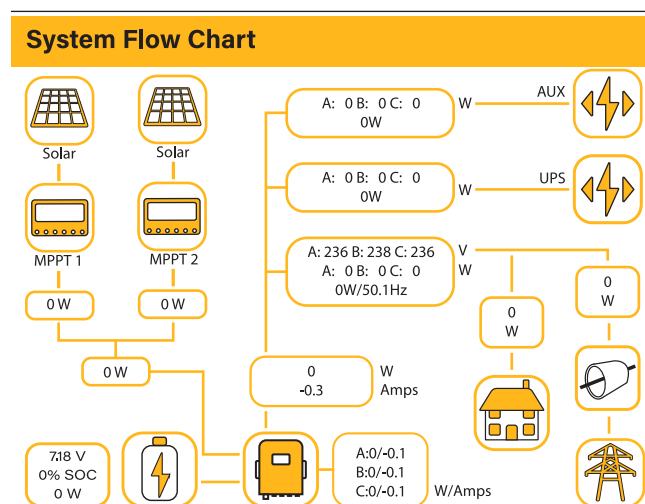 System Flow Chart
Solar
Solar
MPPT 1
MPPT 2
0 W
0 W
0 W
A: 0 B: 0 C: 0
0W
W
AUX
A: 0 B: 0 C: 0
0W
W
UPS
A: 236 B: 238 C: 236
V
A: 0 B: 0 C: 0
W
0W/50.1Hz
0
W
0
W
0
W
-0.3
Amps
7.18 V
0% SOC
0 W
A:0/-0.1
B:0/-0.1
C:0/-0.1
W/Amps